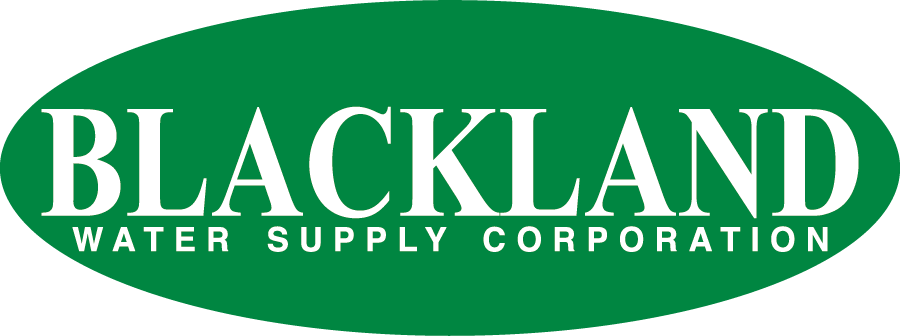 BLACKLAND
WATER SUPPLY CORPORATION